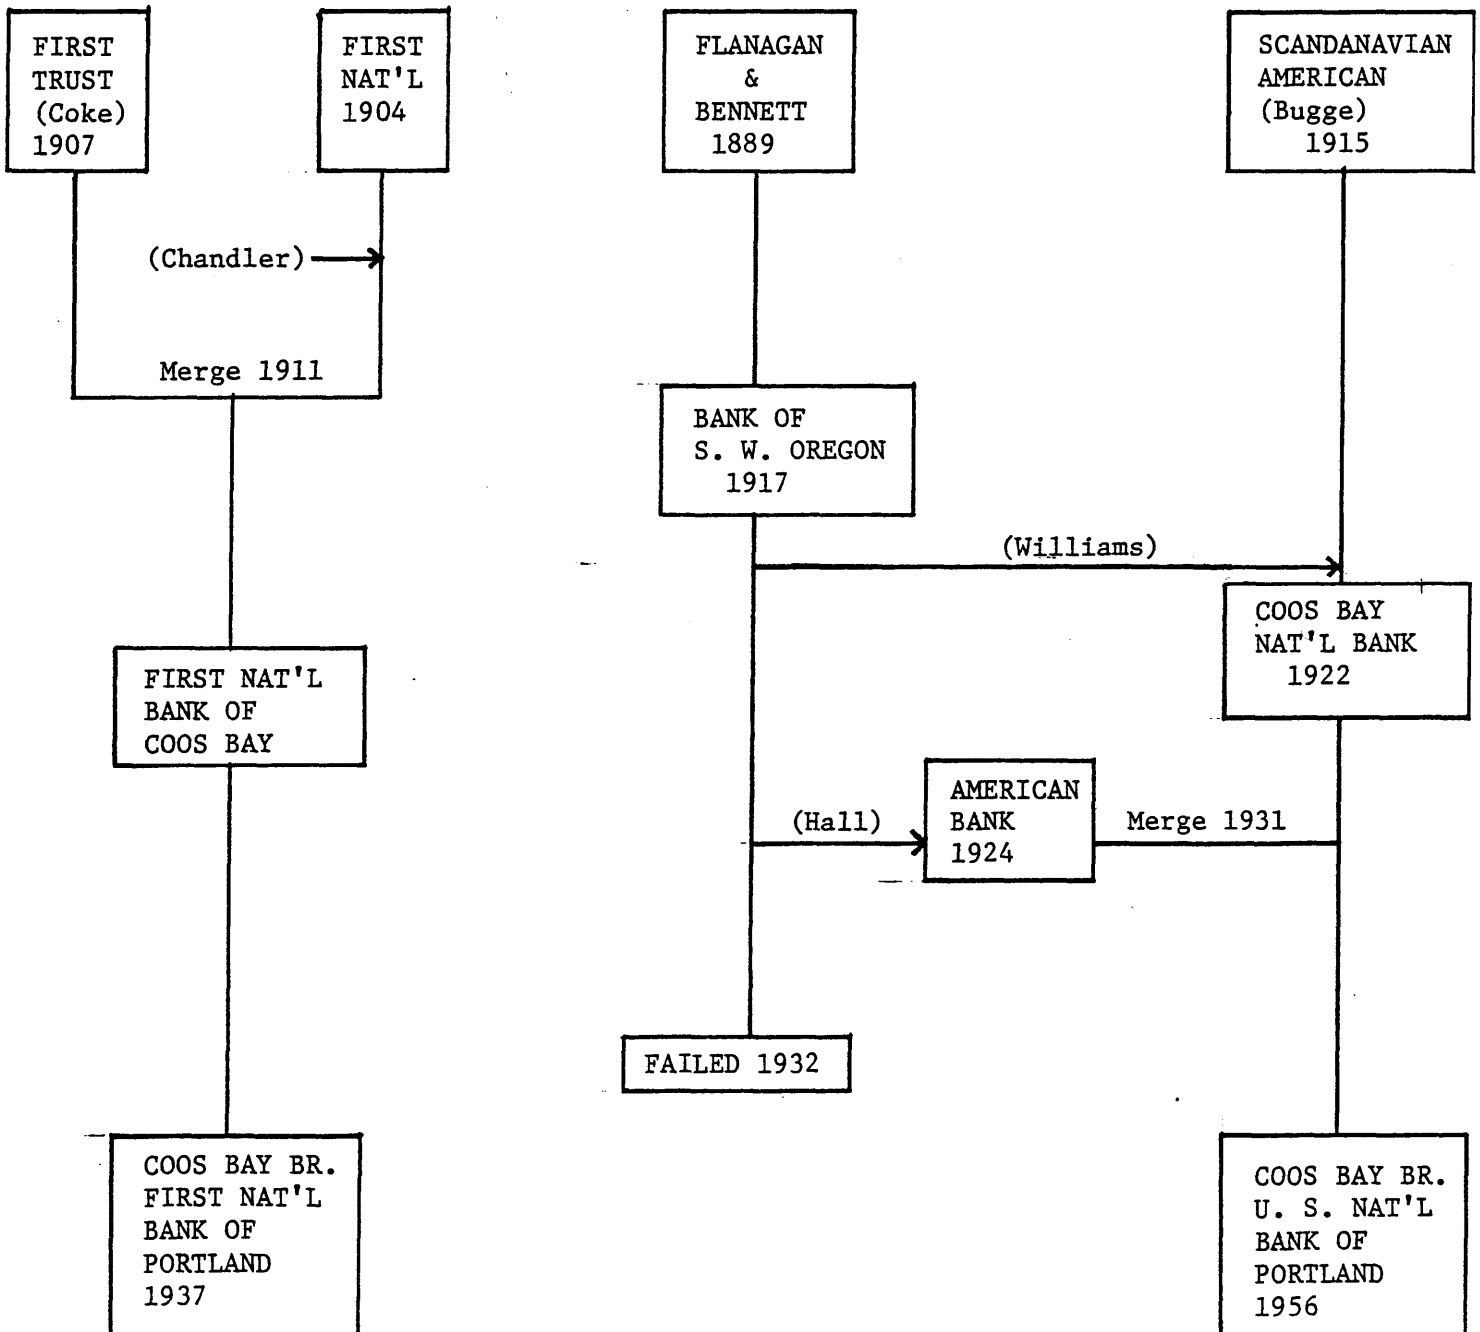 FIRST
TRUST
(Coke)
1907
FIRST
NAT'L
1904
FLANAGAN
&
BENNETT
1889
SCANDANAVIAN
AMERICAN
(Bugge)
1915
(Chandler)
Merge 1911
BANK OF
S. W. OREGON
1917
(Williams)
COOS BAY
NAT'L BANK
1922
FIRST NAT'L
BANK OF
COOS BAY
(Hall)
AMERICAN
BANK
1924
Merge 1931
FAILED 1932
COOS BAY BR.
FIRST NAT'L
BANK OF
PORTLAND
1937
COOS BAY BR.
U. S. NAT'L
BANK OF
PORTLAND
1956